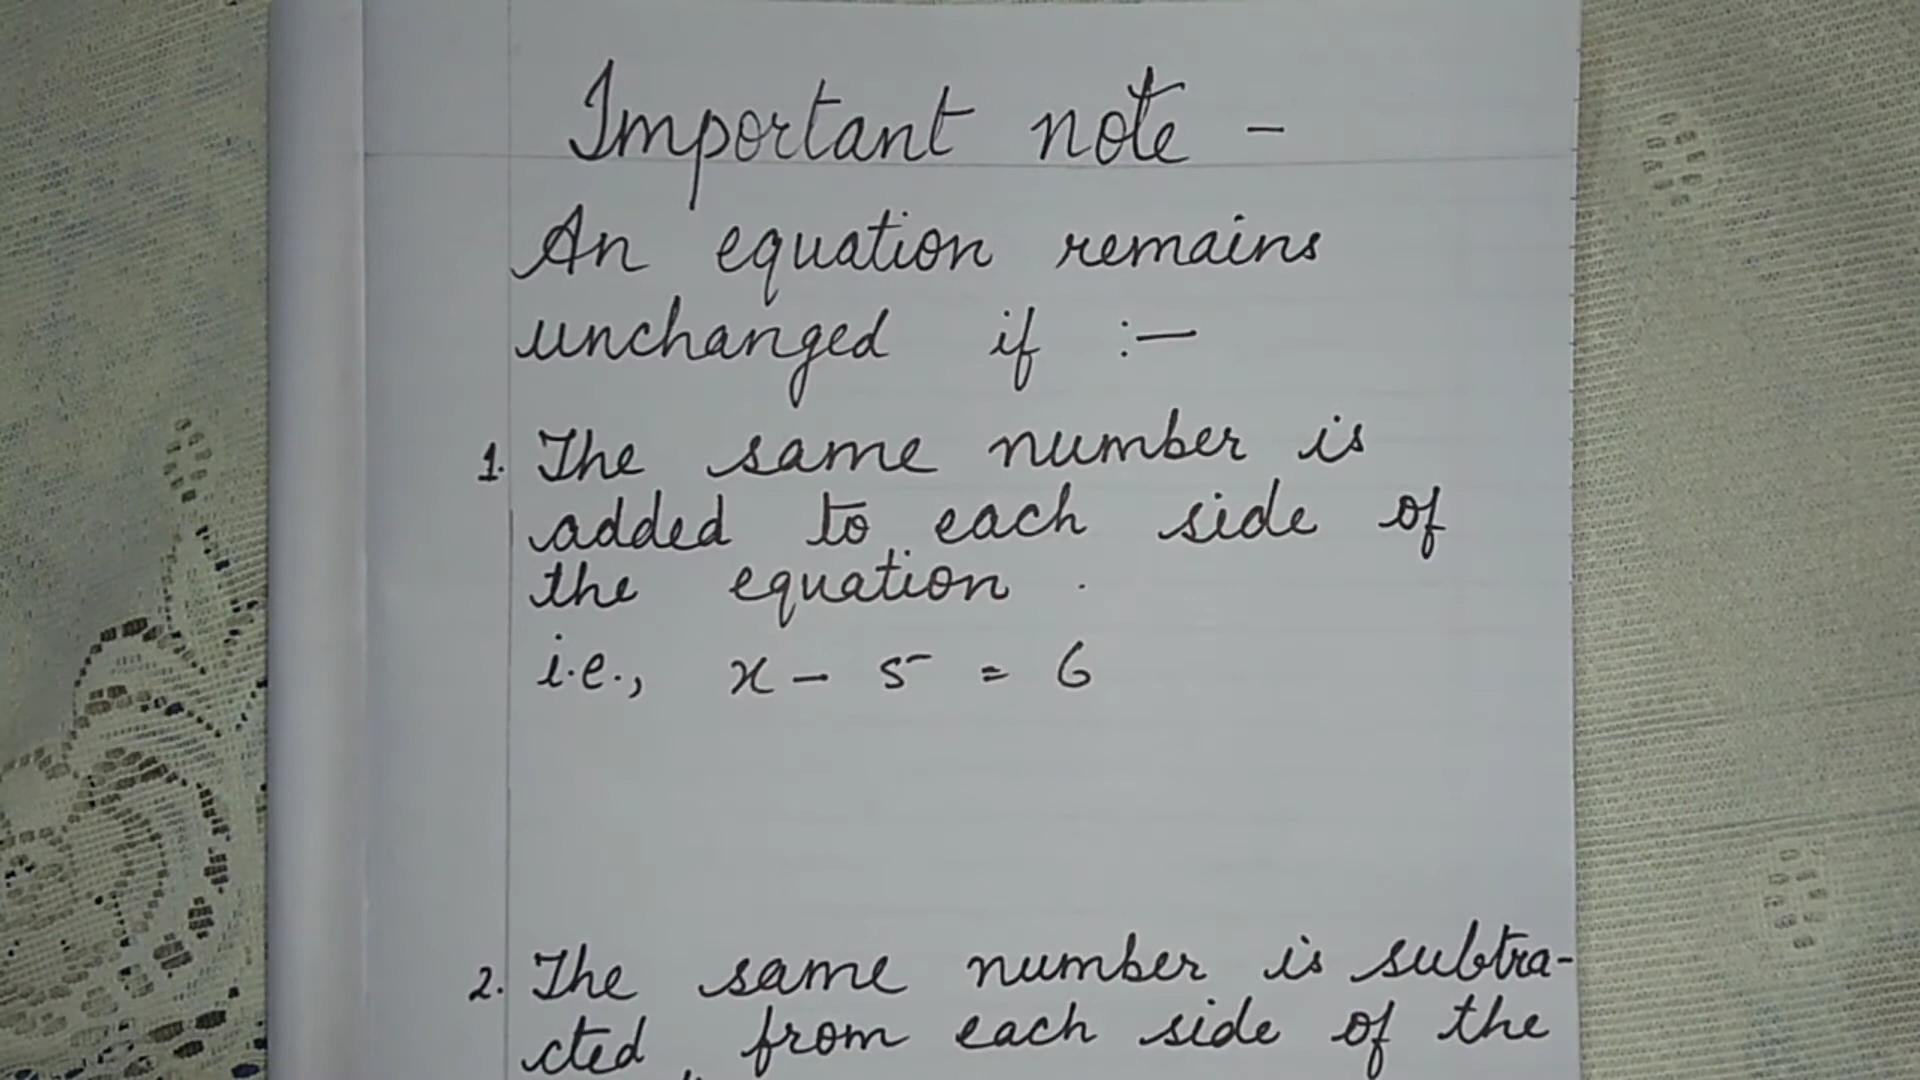 Important note -
An equation remains
unchanged if :-
1. The same number is
added to each side of
the equation.
i.e., x - 5 = 6
2. The same number is subtra-
cted from each side of the